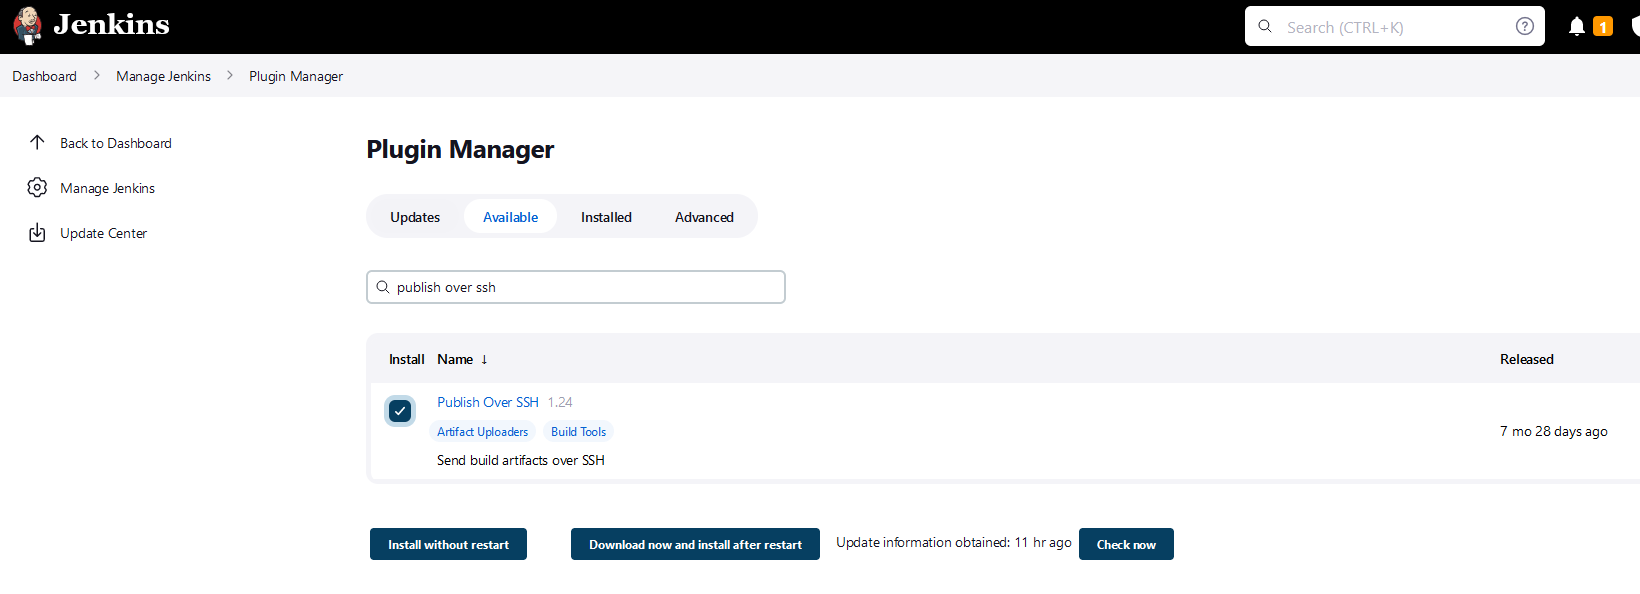 Jenkins
Search (CTRL+K)
?
1
Dashboard > Manage Jenkins > Plugin Manager
Back to Dashboard
Manage Jenkins
Update Center
Plugin Manager
Updates Available Installed Advanced
publish over ssh
Install Name ↓ Released
Publish Over SSH 1.24
Artifact Uploaders Build Tools
7 mo 28 days ago
Send build artifacts over SSH
Install without restart Download now and install after restart Update information obtained: 11 hr ago Check now